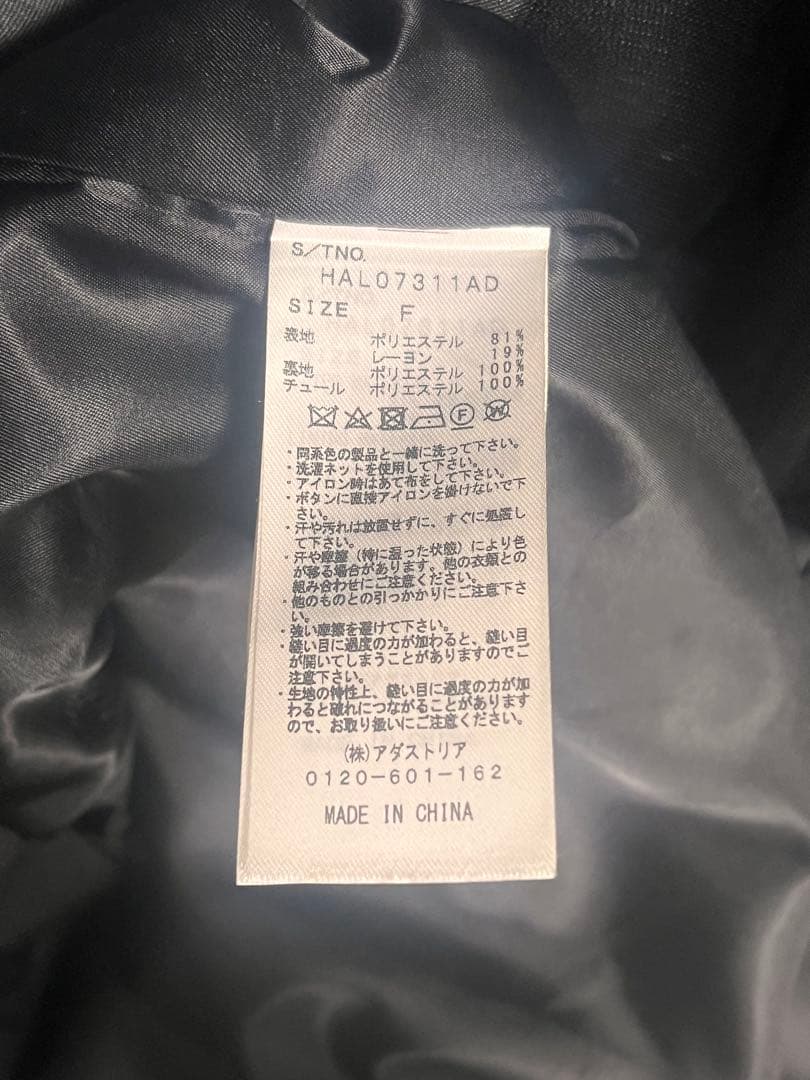 S/TNO.
HAL07311AD
SIZE F
表地 ポリエステル 81%
レーヨン 19%
裏地 ポリエステル 100%
チュール ポリエステル 100%
F W
・同系色の製品と一緒に洗って下さい。
・洗濯ネットを使用して下さい。
・アイロン時はあて布をして下さい。
・ボタンに直接アイロンを掛けないで下
さい。
・汗や汚れは放置せずに、すぐに処置し
て下さい。
・汗や摩擦（特に湿った状態）により色
が移る場合があります。他の衣類との
組み合わせにご注意ください。
・他のものとの引っかかりにご注意下さ
い。
・強い摩擦を避けて下さい。
・縫い目に過度の力が加わると、縫い目
が開いてしまうことがありますのでご
注意下さい。
・生地の特性上、縫い目に過度の力が加
わると破れにつながることがあります
ので、お取り扱いにご注意ください。
(株)アダストリア
0120-601-162
MADE IN CHINA